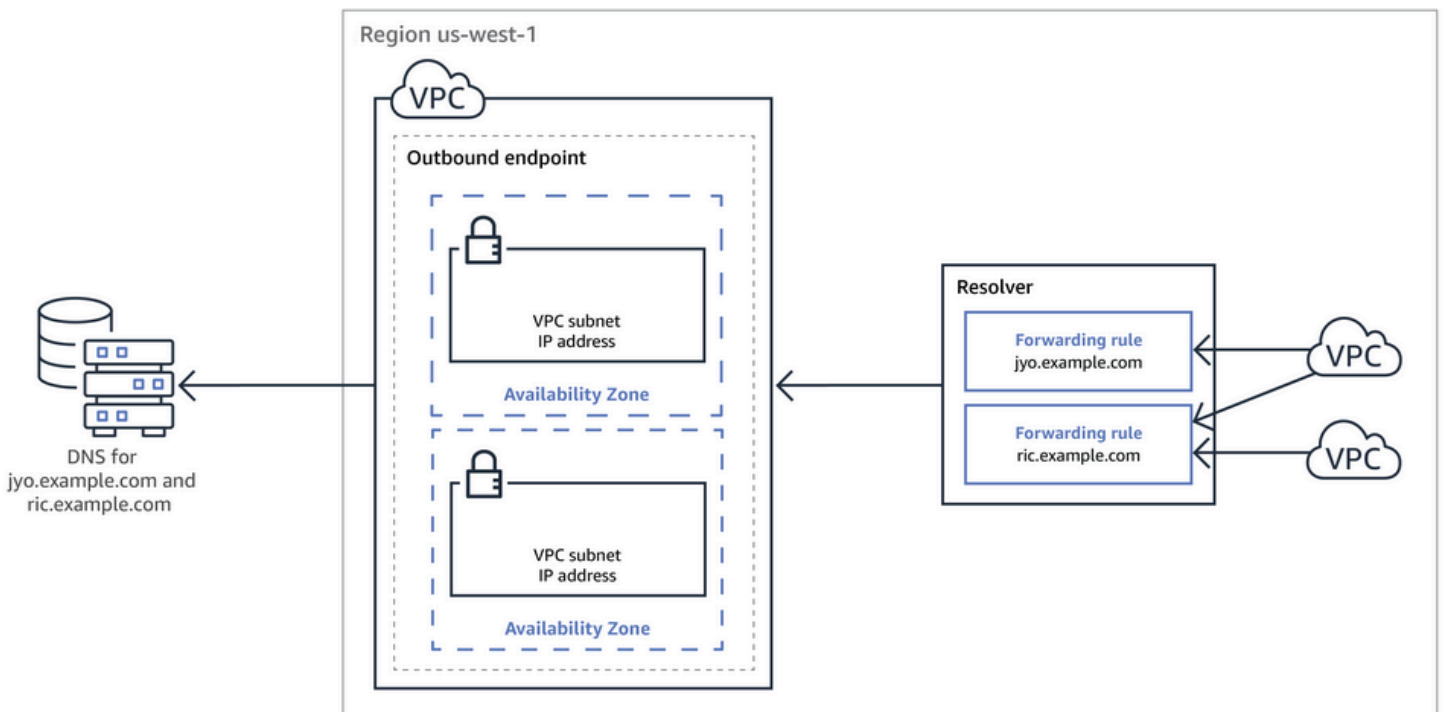 Region us-west-1
VPC
Outbound endpoint
VPC subnet
IP address
Availability Zone
VPC subnet
IP address
Availability Zone
DNS for
jyo.example.com and
ric.example.com
Resolver
Forwarding rule
jyo.example.com
Forwarding rule
ric.example.com
VPC
VPC